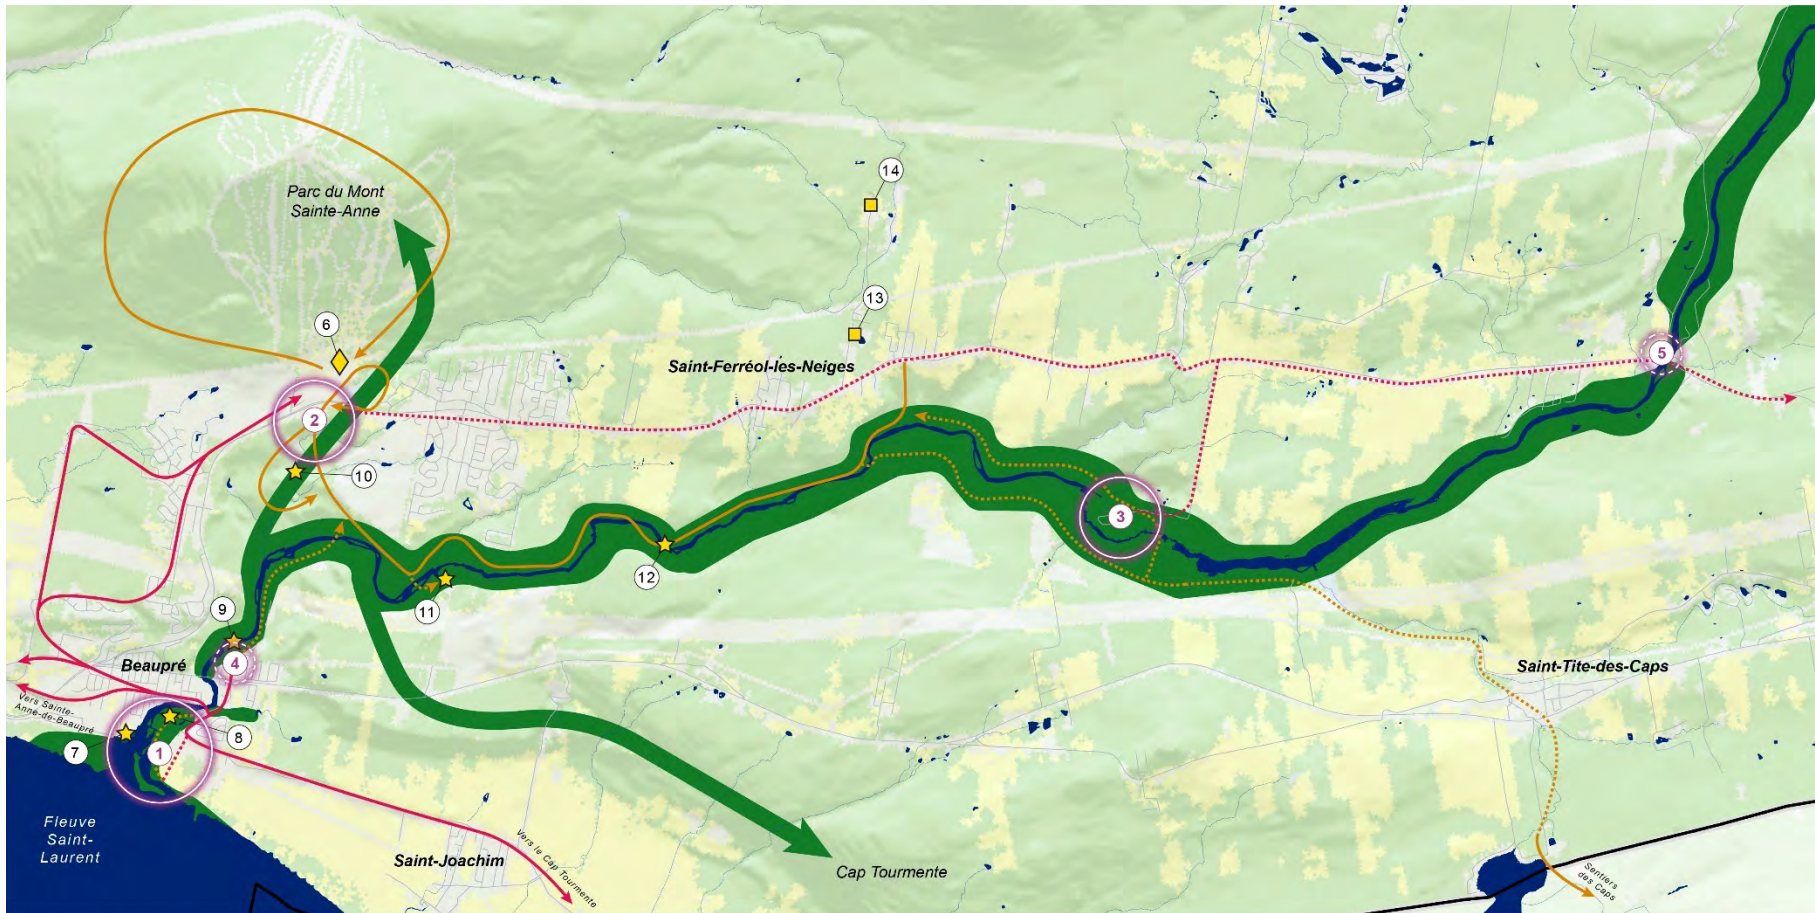 14
Parc du Mont
Sainte-Anne
13
6
5
Saint-Ferréol-les-Neiges
2
10
3
12
11
9
4
Beaupré
Saint-Tite-des-Caps
Vers Sainte-
Anne-de-Beaupré
7
1
8
Fleuve
Saint-
Laurent
Saint-Joachim
Vers le Cap Tourmente
Cap Tourmente
Sentiers
des Caps